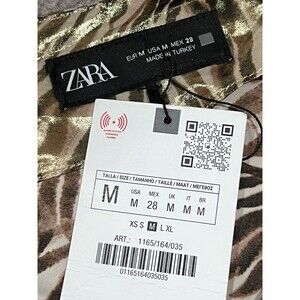 ZARA
EUR M USA M MEX 28
MADE IN TURKEY
TALLA / SIZE / TAMANHO / TAILLE / MAAT / ΜΕΓΕΘΟΣ
M
USA MEX UK IT BR
M 28 M M M
XS S M L XL
ART.: 1165/164/035
01165164035035